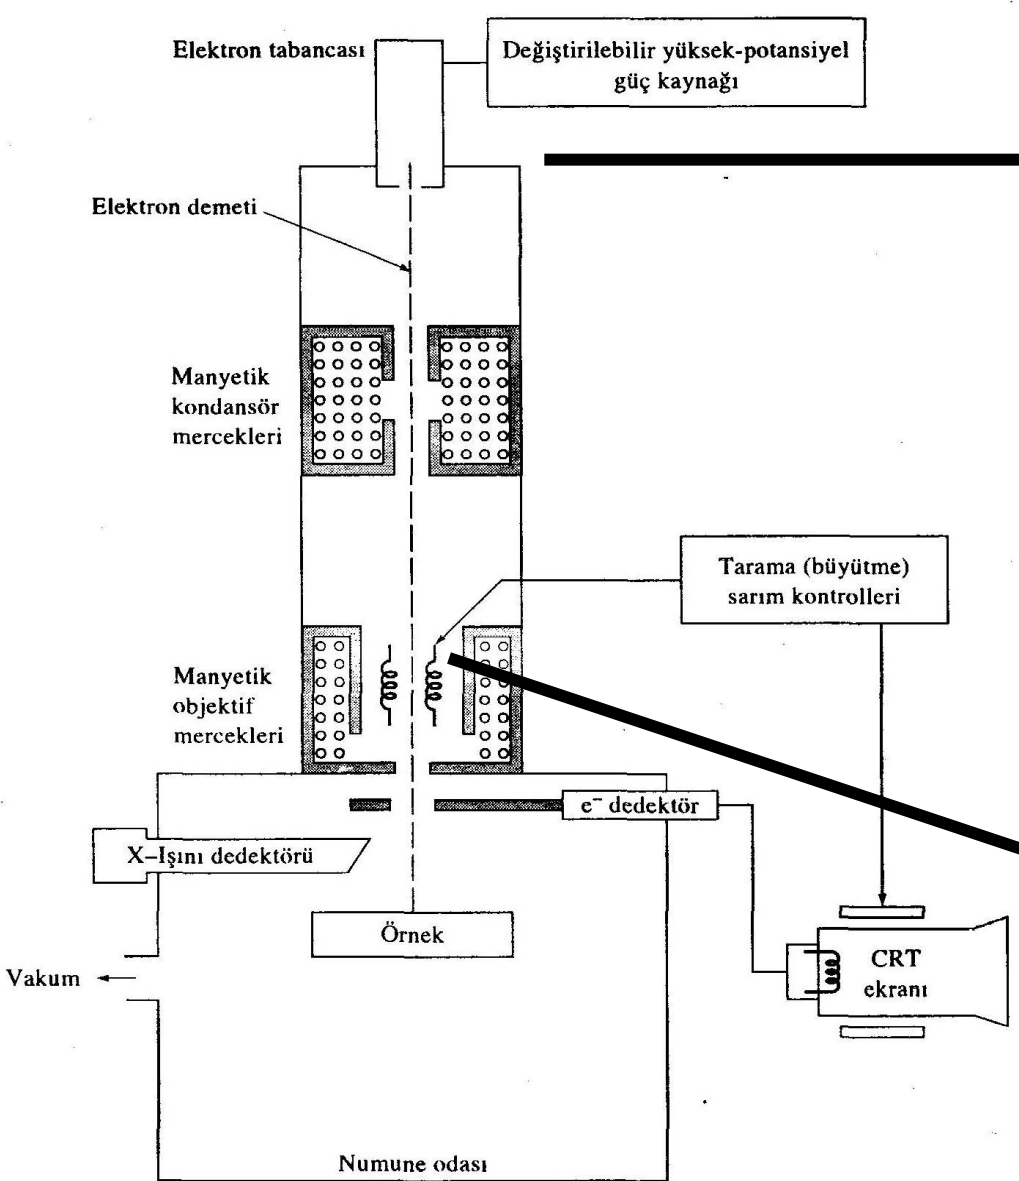 Elektron tabancası
Değiştirilebilir yüksek-potansiyel
güç kaynağı
Elektron demeti
Manyetik
kondansör
mercekleri
Tarama (büyütme)
sarım kontrolleri
Manyetik
objektif
mercekleri
e⁻ dedektör
X–Işını dedektörü
Örnek
Vakum
CRT
ekranı
Numune odası